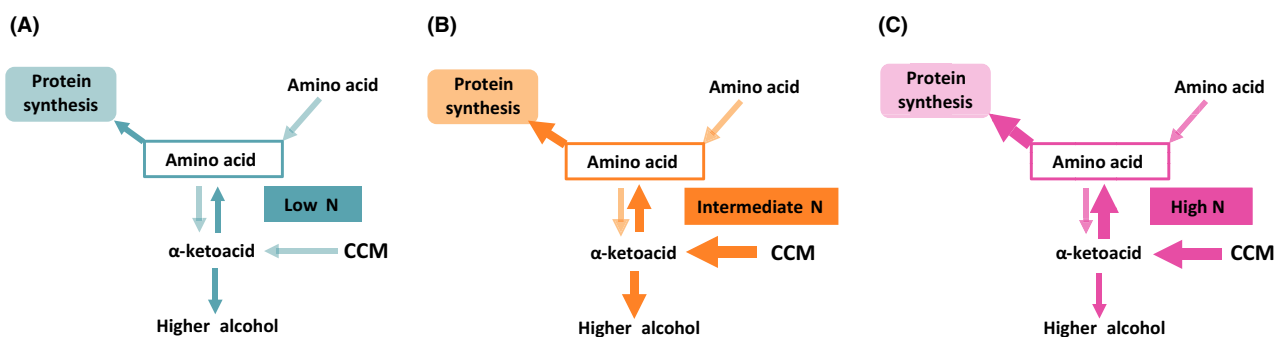 (A)
Protein
synthesis
Amino acid
Amino acid
Low N
α-ketoacid
CCM
Higher alcohol
(B)
Protein
synthesis
Amino acid
Amino acid
Intermediate N
α-ketoacid
CCM
Higher alcohol
(C)
Protein
synthesis
Amino acid
Amino acid
High N
α-ketoacid
CCM
Higher alcohol